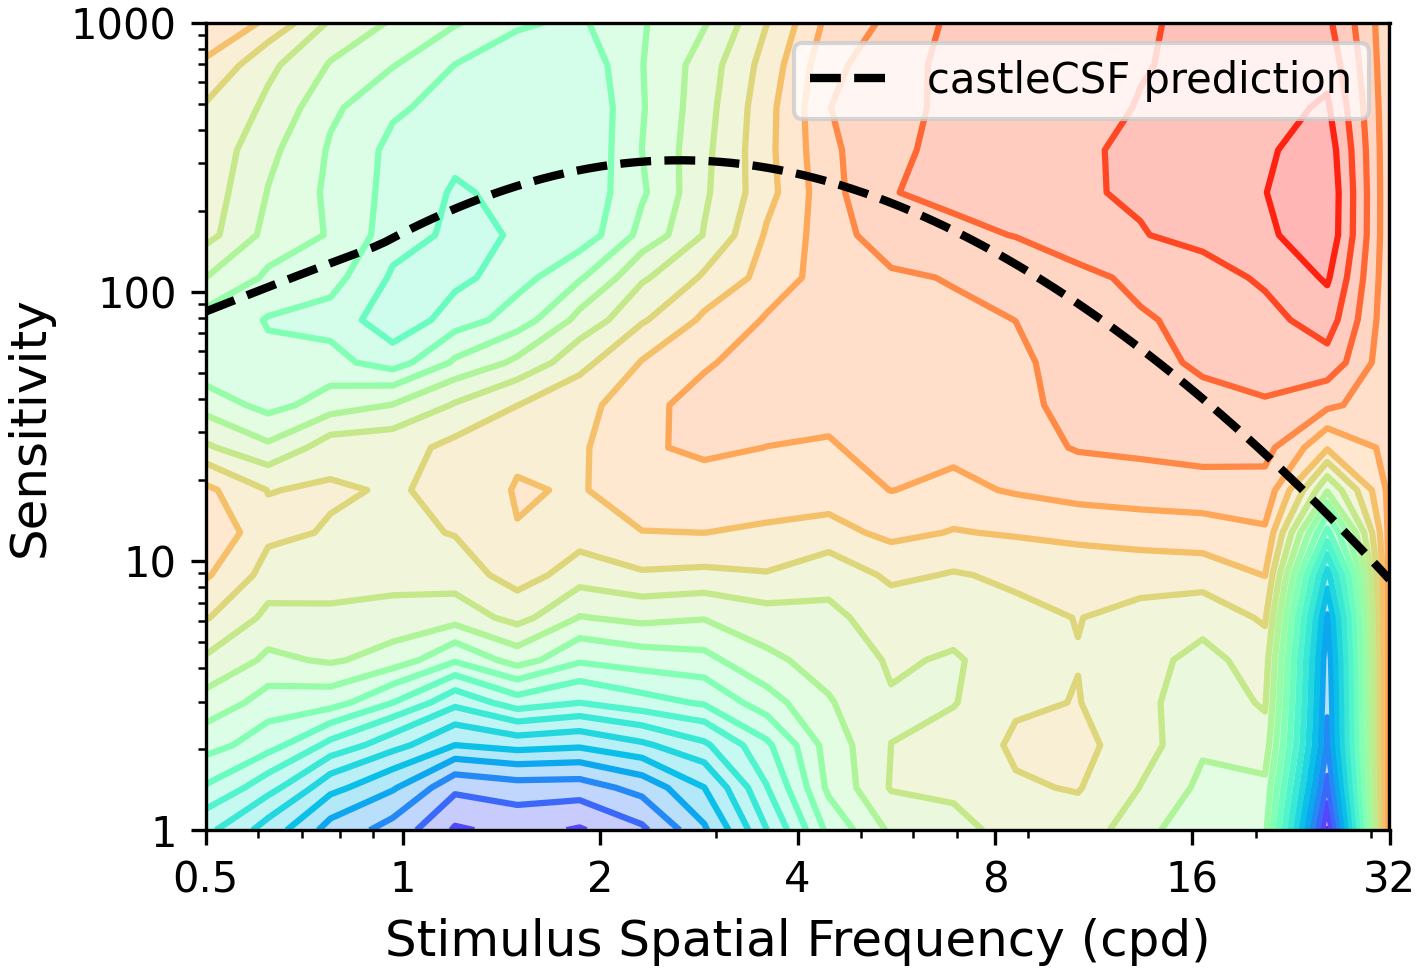 1000
castleCSF prediction
100
Sensitivity
10
1
0.5 1 2 4 8 16 32
Stimulus Spatial Frequency (cpd)